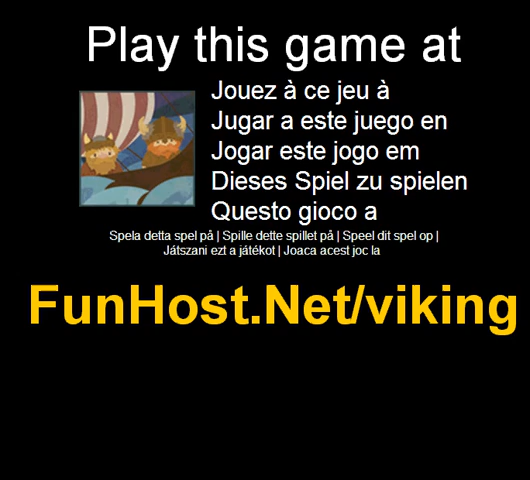 Play this game at
Jouez à ce jeu à
Jugar a este juego en
Jogar este jogo em
Dieses Spiel zu spielen
Questo gioco a
Spela detta spel på | Spille dette spillet på | Speel dit spel op |
Játszani ezt a játékot | Joaca acest joc la
FunHost.Net/viking